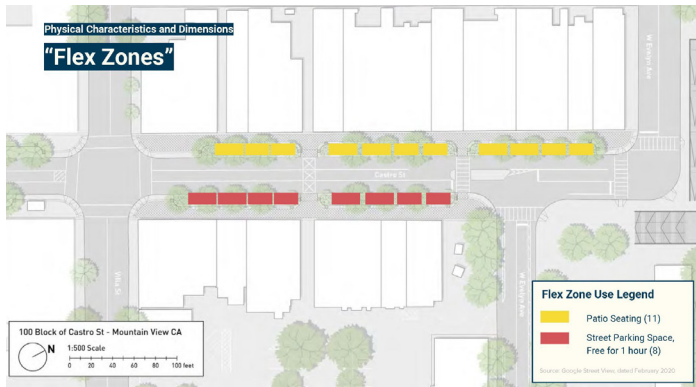 Physical Characteristics and Dimensions
“Flex Zones”
W Evelyn Ave
Castro St
Villa St
W Evelyn Ave
Flex Zone Use Legend
Patio Seating (11)
Street Parking Space,
Free for 1 hour (8)
Source: Google Street View, dated February 2020
100 Block of Castro St - Mountain View CA
N
1:500 Scale
0 20 40 60 80 100 feet